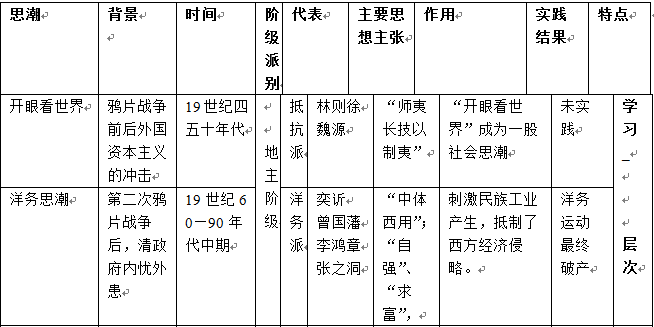 思潮 背景 时间 阶级派别 代表 主要思想主张 作用 实践结果 特点
开眼看世界 鸦片战争前后外国资本主义的冲击 19世纪四五十年代 地主阶级 抵抗派 林则徐 魏源 “师夷长技以制夷” “开眼看世界”成为一股社会思潮 未实践 学习_ 层次
洋务思潮 第二次鸦片战争后，清政府内忧外患 19世纪60—90年代中期 洋务派 奕䜣 曾国藩 李鸿章 张之洞 “中体西用”；“自强”、“求富”， 刺激民族工业产生，抵制了西方经济侵略。 洋务运动最终破产